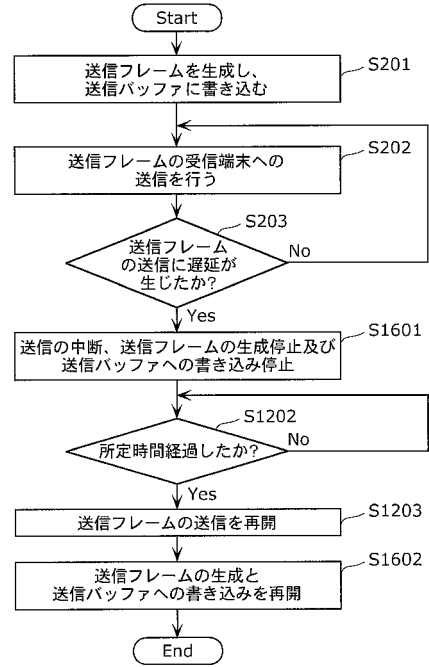 Start
送信フレームを生成し、
送信バッファに書き込む
S201
送信フレームの受信端末への
送信を行う
S202
送信フレーム
の送信に遅延が
生じたか?
S203
No
Yes
送信の中断、送信フレームの生成停止及び
送信バッファへの書き込み停止
S1601
所定時間経過したか?
S1202
No
Yes
送信フレームの送信を再開
S1203
送信フレームの生成と
送信バッファへの書き込みを再開
S1602
End